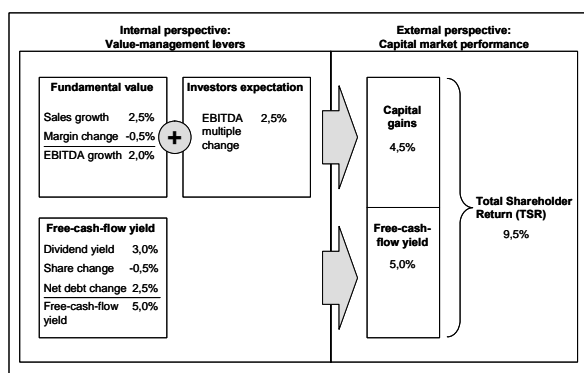 Internal perspective:
Value-management levers
External perspective:
Capital market performance
Fundamental value
Sales growth 2,5%
Margin change -0,5%
EBITDA growth 2,0%
+
Investors expectation
EBITDA 2,5%
multiple
change
Capital
gains
4,5%
Free-cash-flow yield
Dividend yield 3,0%
Share change -0,5%
Net debt change 2,5%
Free-cash-flow 5,0%
yield
Free-cash-
flow yield
5,0%
Total Shareholder
Return (TSR)
9,5%